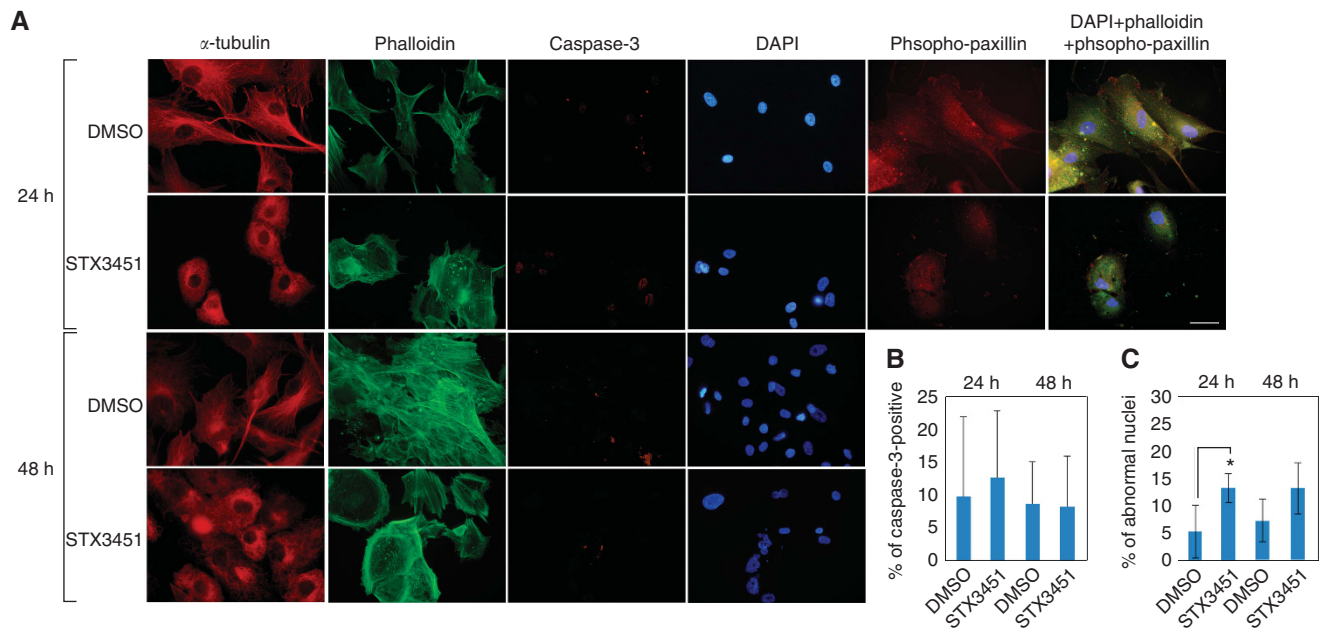 A
α-tubulin
Phalloidin
Caspase-3
DAPI
Phsopho-paxillin
DAPI+phalloidin
+phsopho-paxillin
24 h
DMSO
STX3451
48 h
DMSO
STX3451
B
% of caspase-3-positive
24 h 48 h
25
20
15
10
5
0
DMSO
STX3451
DMSO
STX3451
C
% of abnormal nuclei
24 h 48 h
30
25
20
15
10
5
0
*
DMSO
STX3451
DMSO
STX3451